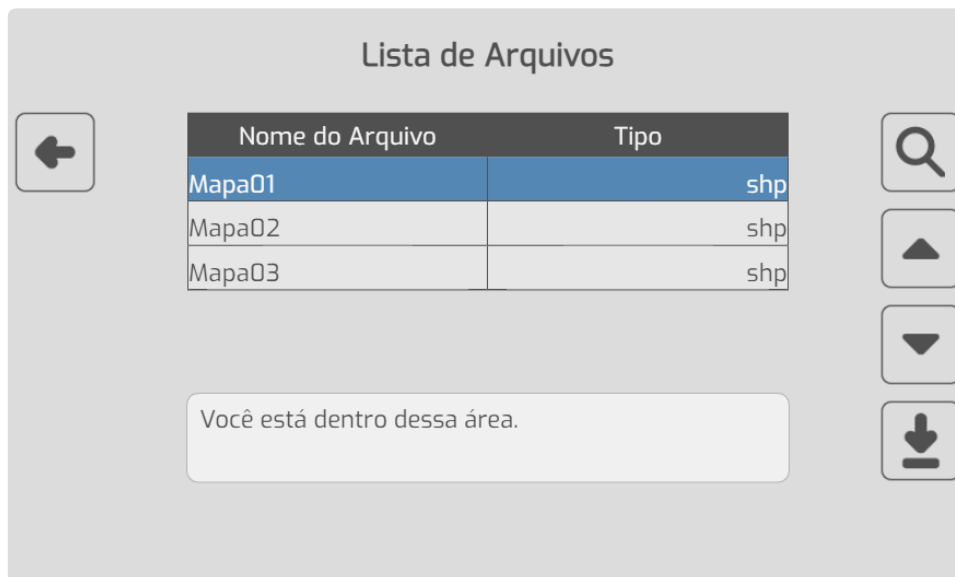 Lista de Arquivos
Nome do Arquivo Tipo
Mapa01 shp
Mapa02 shp
Mapa03 shp
Você está dentro dessa área.